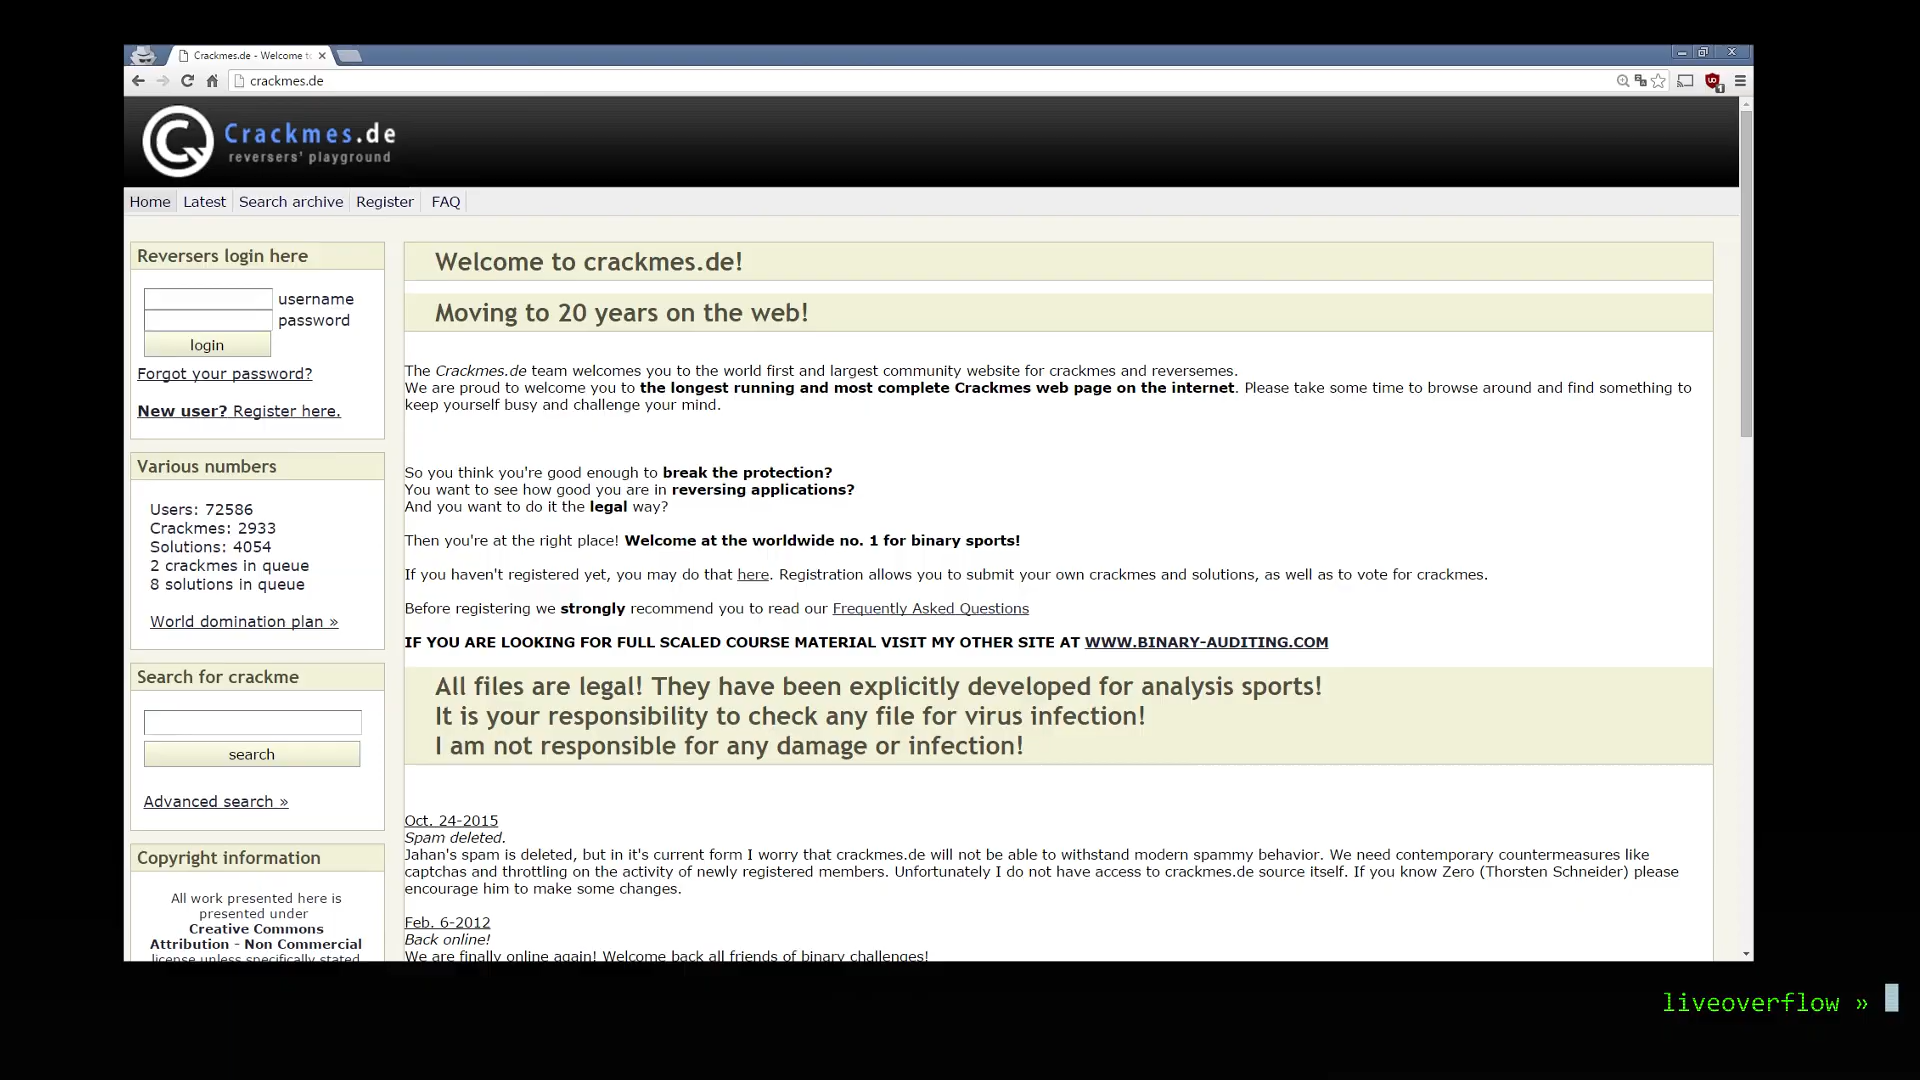 Crackmes.de - Welcome to
crackmes.de
Crackmes.de
reversers' playground
Home
Latest
Search archive
Register
FAQ
Reversers login here
username
password
login
Forgot your password?
New user? Register here.
Various numbers
Users: 72586
Crackmes: 2933
Solutions: 4054
2 crackmes in queue
8 solutions in queue
World domination plan »
Search for crackme
search
Advanced search »
Copyright information
All work presented here is
presented under
Creative Commons
Attribution - Non Commercial
license unless specifically stated
Welcome to crackmes.de!
Moving to 20 years on the web!
The Crackmes.de team welcomes you to the world first and largest community website for crackmes and reversemes.
We are proud to welcome you to the longest running and most complete Crackmes web page on the internet. Please take some time to browse around and find something to
keep yourself busy and challenge your mind.
So you think you're good enough to break the protection?
You want to see how good you are in reversing applications?
And you want to do it the legal way?
Then you're at the right place! Welcome at the worldwide no. 1 for binary sports!
If you haven't registered yet, you may do that here. Registration allows you to submit your own crackmes and solutions, as well as to vote for crackmes.
Before registering we strongly recommend you to read our Frequently Asked Questions
IF YOU ARE LOOKING FOR FULL SCALED COURSE MATERIAL VISIT MY OTHER SITE AT WWW.BINARY-AUDITING.COM
All files are legal! They have been explicitly developed for analysis sports!
It is your responsibility to check any file for virus infection!
I am not responsible for any damage or infection!
Oct. 24-2015
Spam deleted.
Jahan's spam is deleted, but in it's current form I worry that crackmes.de will not be able to withstand modern spammy behavior. We need contemporary countermeasures like
captchas and throttling on the activity of newly registered members. Unfortunately I do not have access to crackmes.de source itself. If you know Zero (Thorsten Schneider) please
encourage him to make some changes.
Feb. 6-2012
Back online!
We are finally online again! Welcome back all friends of binary challenges!
liveoverflow »